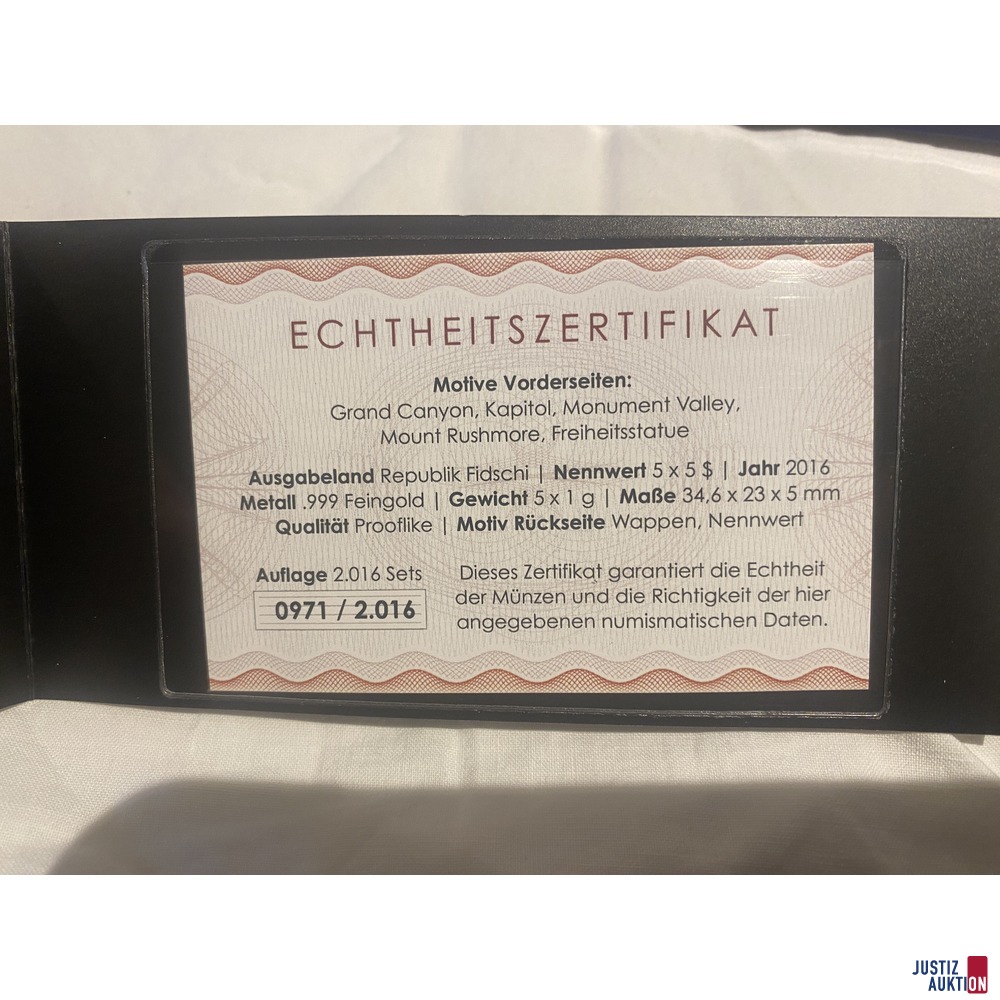 ECHTHEITSZERTIFIKAT
Motive Vorderseiten:
Grand Canyon, Kapitol, Monument Valley,
Mount Rushmore, Freiheitsstatue
Ausgabeland Republik Fidschi | Nennwert 5 x 5 $ | Jahr 2016
Metall .999 Feingold | Gewicht 5 x 1 g | Maße 34,6 x 23 x 5 mm
Qualität Prooflike | Motiv Rückseite Wappen, Nennwert
Auflage 2.016 Sets
0971 / 2.016
Dieses Zertifikat garantiert die Echtheit
der Münzen und die Richtigkeit der hier
angegebenen numismatischen Daten.
JUSTIZ
AUKTION